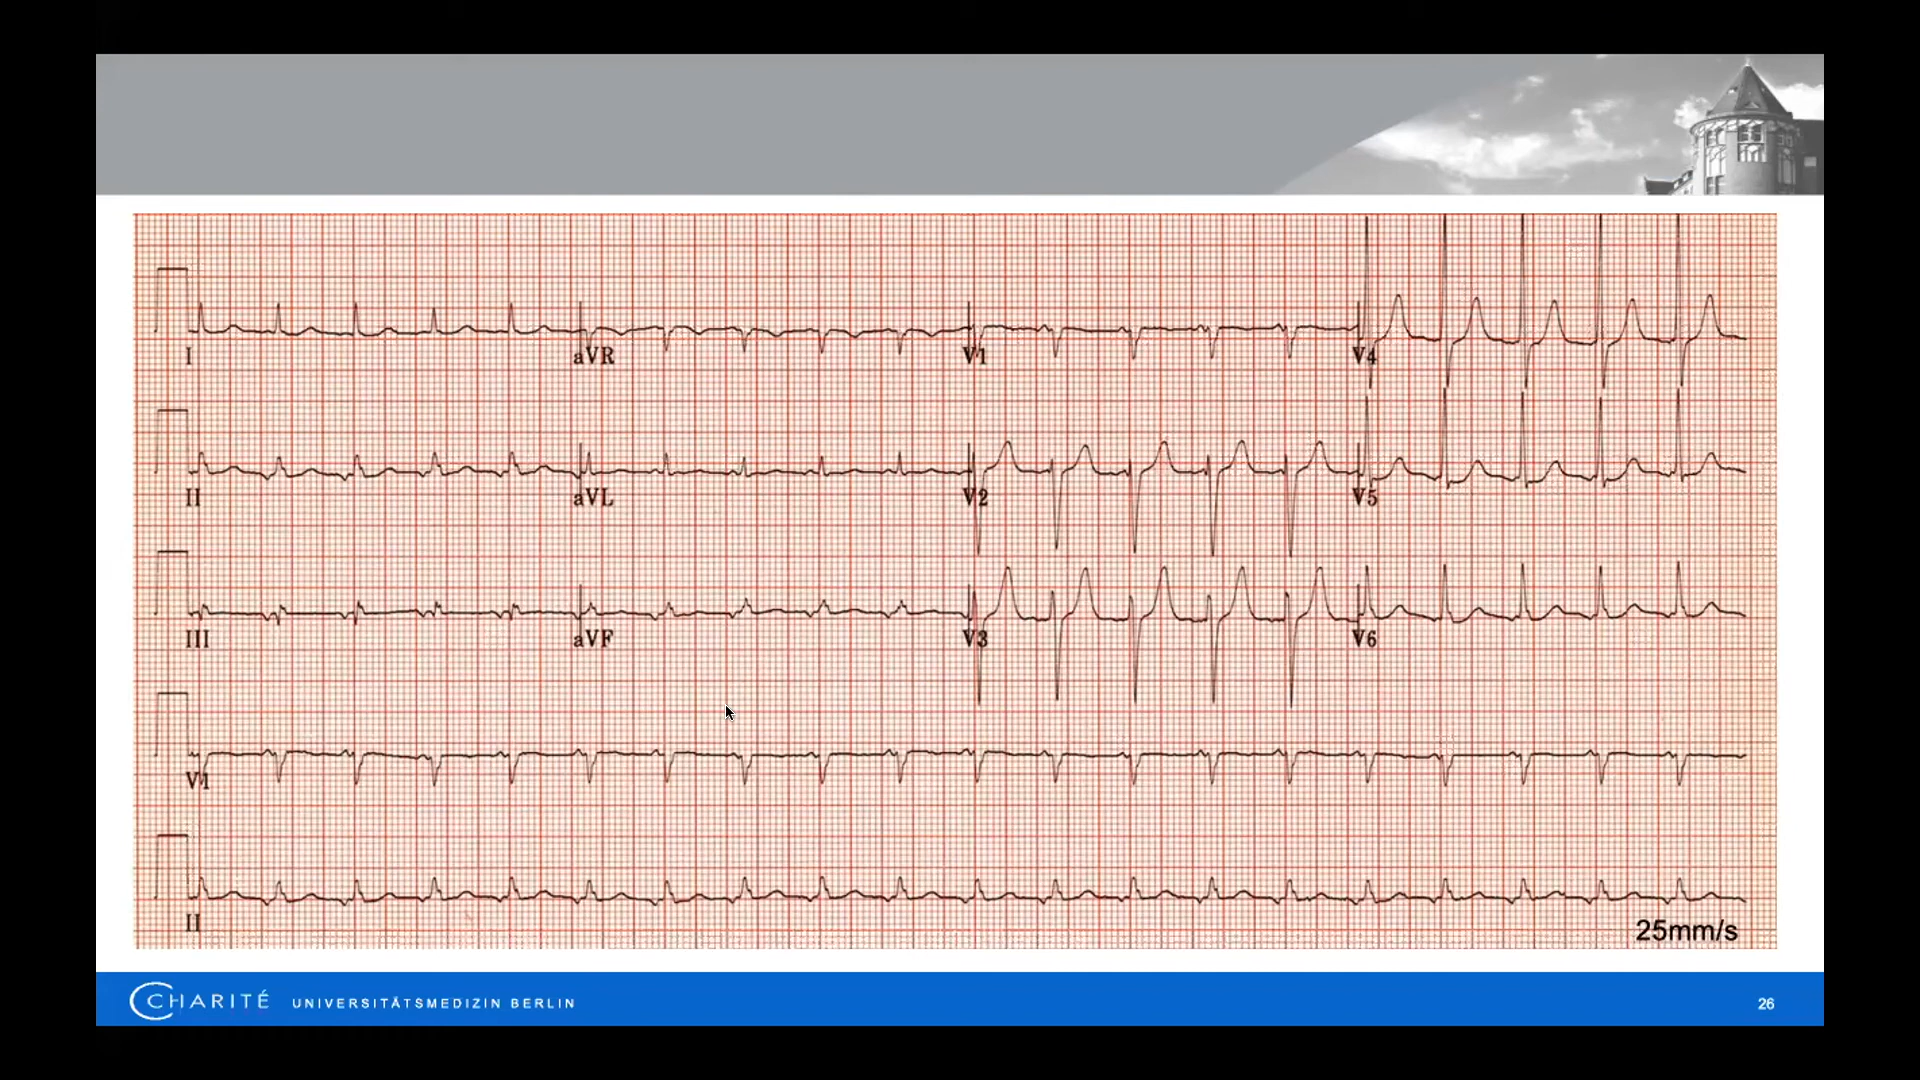 I aVR V1 V4
II aVL V2 V5
III aVF V3 V6
V1
II
25mm/s
CHARITÉ UNIVERSITÄTSMEDIZIN BERLIN
26